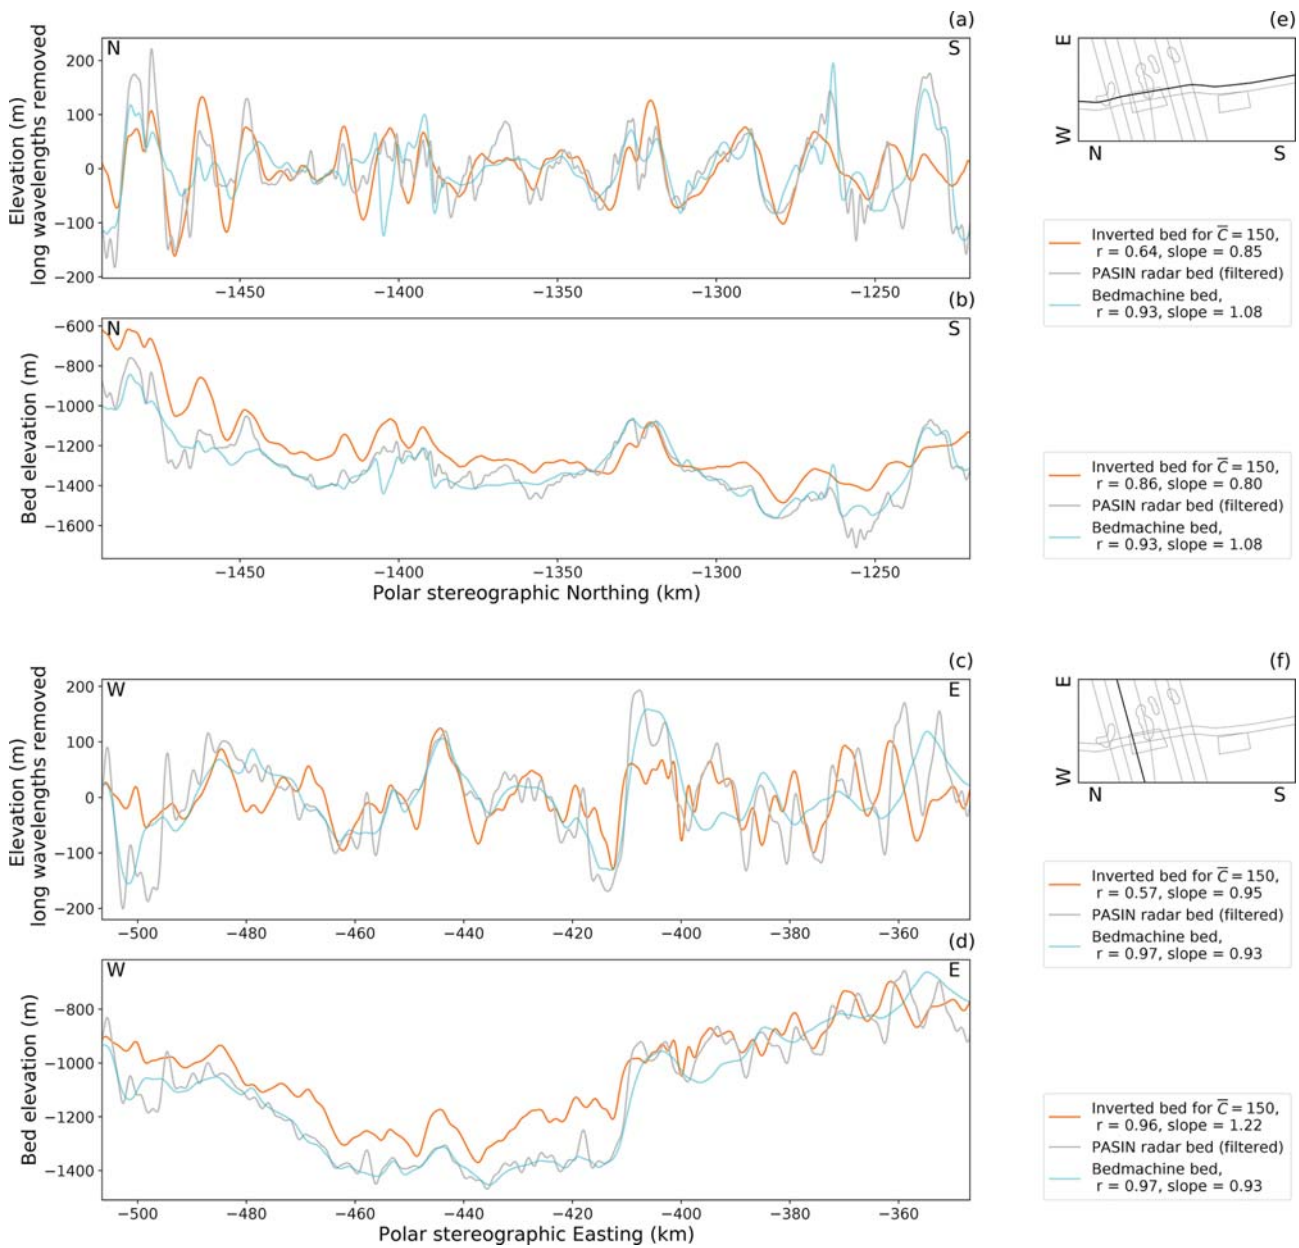 (a)
N
S
200
100
0
−100
−200
Elevation (m)
long wavelengths removed
−1450
−1400
−1350
−1300
−1250
(b)
N
S
−600
−800
−1000
−1200
−1400
−1600
Bed elevation (m)
−1450
−1400
−1350
−1300
−1250
Polar stereographic Northing (km)
(e)
E
W
N
S
Inverted bed for C̅ = 150,
r = 0.64, slope = 0.85
PASIN radar bed (filtered)
Bedmachine bed,
r = 0.93, slope = 1.08
Inverted bed for C̅ = 150,
r = 0.86, slope = 0.80
PASIN radar bed (filtered)
Bedmachine bed,
r = 0.93, slope = 1.08
(c)
W
E
200
100
0
−100
−200
Elevation (m)
long wavelengths removed
−500
−480
−460
−440
−420
−400
−380
−360
(d)
W
E
−800
−1000
−1200
−1400
Bed elevation (m)
−500
−480
−460
−440
−420
−400
−380
−360
Polar stereographic Easting (km)
(f)
E
W
N
S
Inverted bed for C̅ = 150,
r = 0.57, slope = 0.95
PASIN radar bed (filtered)
Bedmachine bed,
r = 0.97, slope = 0.93
Inverted bed for C̅ = 150,
r = 0.96, slope = 1.22
PASIN radar bed (filtered)
Bedmachine bed,
r = 0.97, slope = 0.93